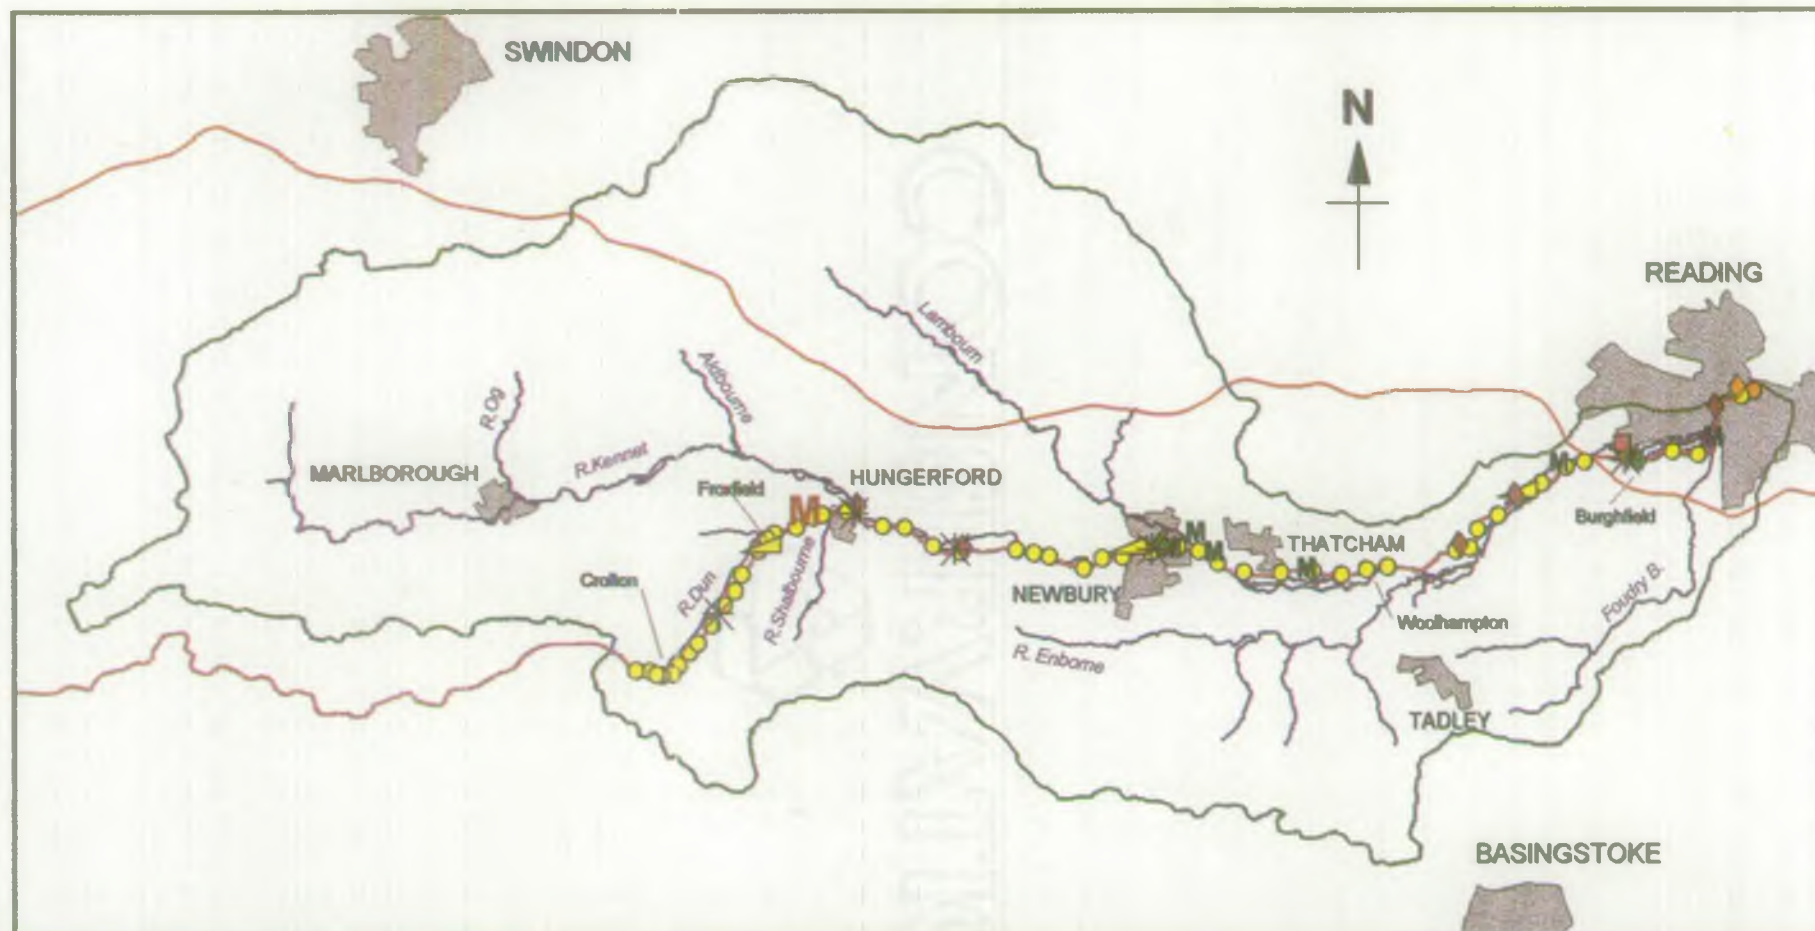 SWINDON
N
READING
Lambourn
Aldbourne
R.Og
R.Kennet
MARLBOROUGH
HUNGERFORD
Froxfield
M
M
M
M
M
M
M
Burghfield
THATCHAM
Crofton
R.Dun
R.Shalbourne
NEWBURY
Woolhampton
Foudry B.
R. Enborne
TADLEY
BASINGSTOKE